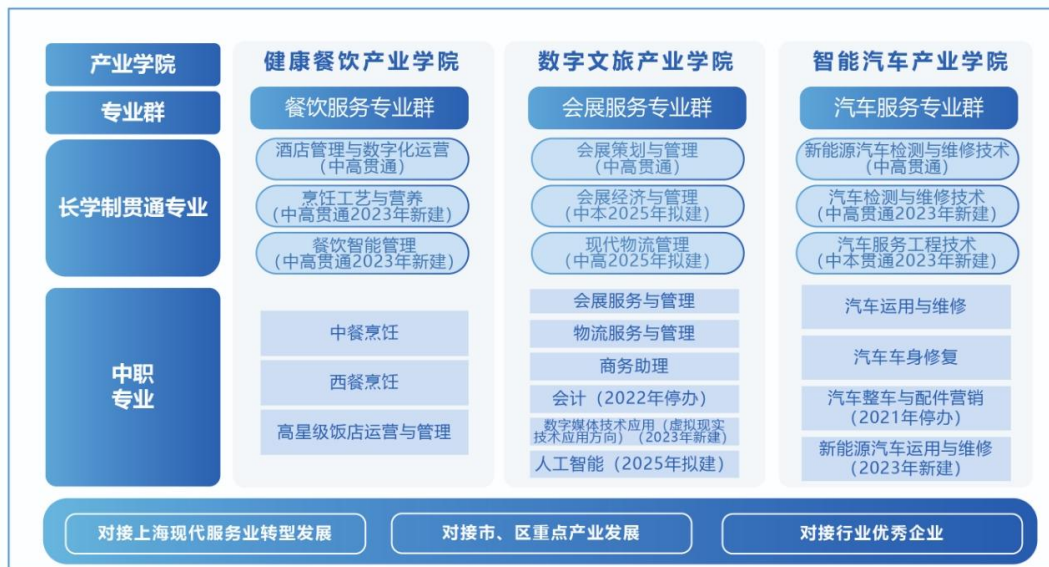 产业学院
健康餐饮产业学院
数字文旅产业学院
智能汽车产业学院
专业群
餐饮服务专业群
会展服务专业群
汽车服务专业群
长学制贯通专业
酒店管理与数字化运营
(中高贯通)
烹饪工艺与营养
(中高贯通2023年新建)
餐饮智能管理
(中高贯通2023年新建)
会展策划与管理
(中高贯通)
会展经济与管理
(中本2025年拟建)
现代物流管理
(中高2025年拟建)
新能源汽车检测与维修技术
(中高贯通)
汽车检测与维修技术
(中高贯通2023年新建)
汽车服务工程技术
(中本贯通2023年新建)
中职
专业
中餐烹饪
西餐烹饪
高星级饭店运营与管理
会展服务与管理
物流服务与管理
商务助理
会计(2022年停办)
数字媒体技术应用(虚拟现实
技术应用方向)(2023年新建)
人工智能(2025年拟建)
汽车运用与维修
汽车车身修复
汽车整车与配件营销
(2021年停办)
新能源汽车运用与维修
(2023年新建)
对接上海现代服务业转型发展
对接市、区重点产业发展
对接行业优秀企业